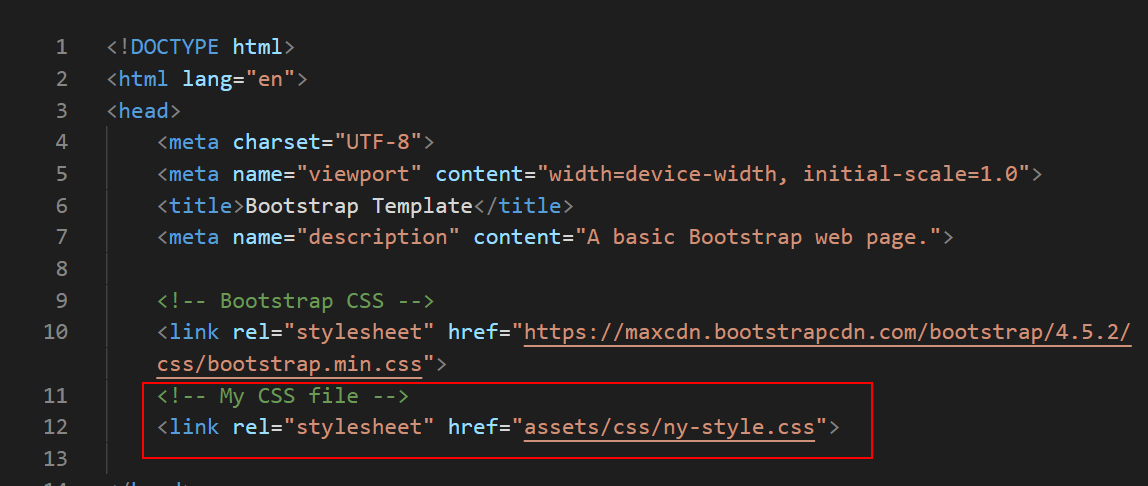 1 <!DOCTYPE html>
2 <html lang="en">
3 <head>
4 <meta charset="UTF-8">
5 <meta name="viewport" content="width=device-width, initial-scale=1.0">
6 <title>Bootstrap Template</title>
7 <meta name="description" content="A basic Bootstrap web page.">
8
9 <!-- Bootstrap CSS -->
10 <link rel="stylesheet" href="https://maxcdn.bootstrapcdn.com/bootstrap/4.5.2/
css/bootstrap.min.css">
11 <!-- My CSS file -->
12 <link rel="stylesheet" href="assets/css/ny-style.css">
13